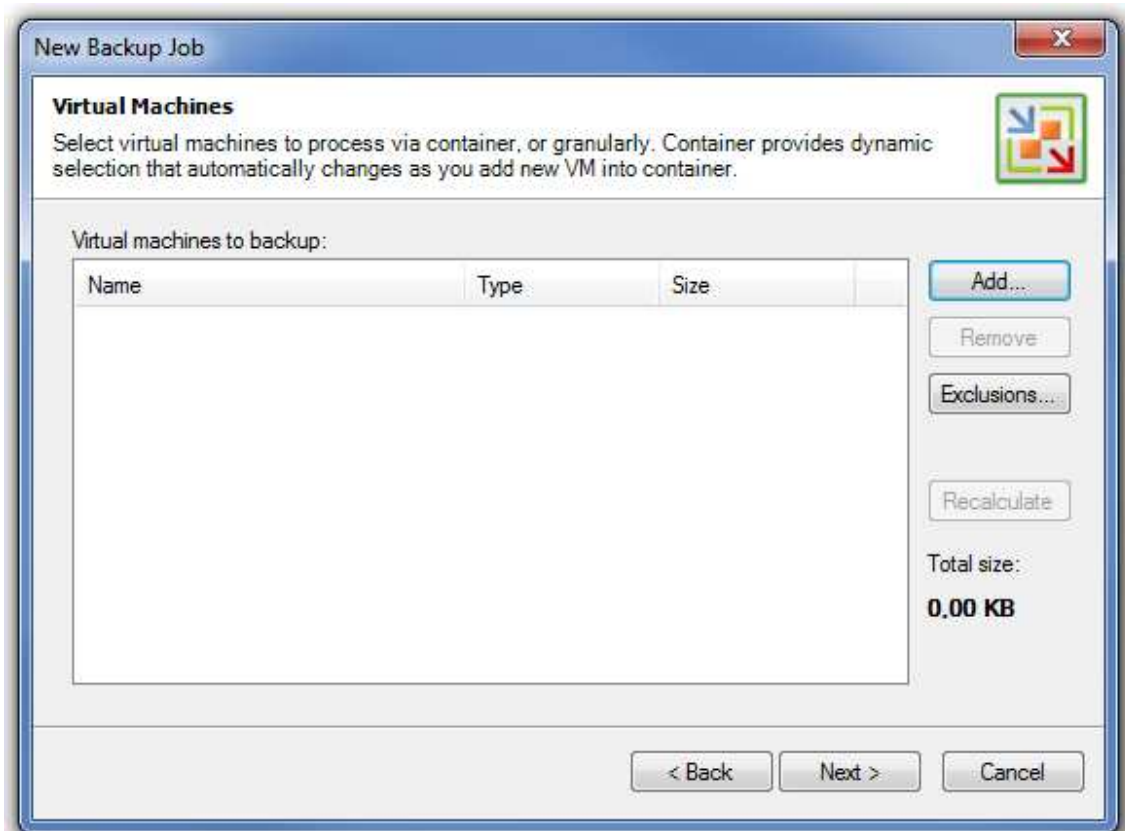 New Backup Job
Virtual Machines
Select virtual machines to process via container, or granularly. Container provides dynamic
selection that automatically changes as you add new VM into container.
Virtual machines to backup:
Name Type Size
Add...
Remove
Exclusions...
Recalculate
Total size:
0,00 KB
< Back Next > Cancel